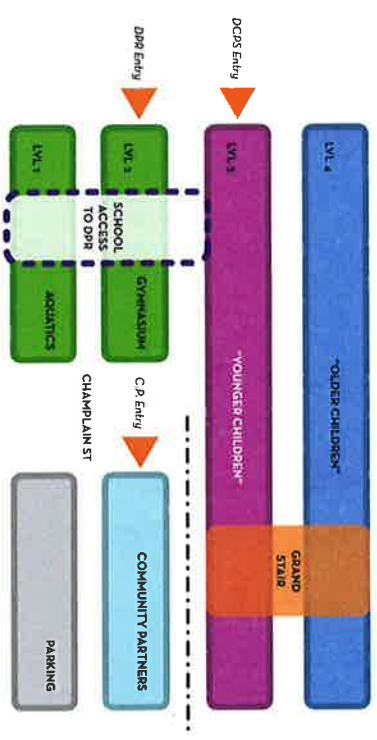 LVL 4
"OLDER CHILDREN"
GRAND
STAIR
DCPS Entry
LVL 3
"YOUNGER CHILDREN"
DPR Entry
LVL 2
GYMNASIUM
C.P. Entry
COMMUNITY PARTNERS
SCHOOL
ACCESS
TO DPR
CHAMPLAIN ST
LVL 1
AQUATICS
PARKING